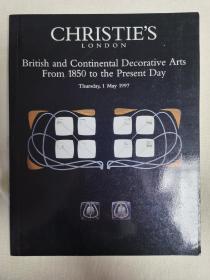 CHRISTIE'S
LONDON
British and Continental Decorative Arts
From 1850 to the Present Day
Thursday, 1 May 1997